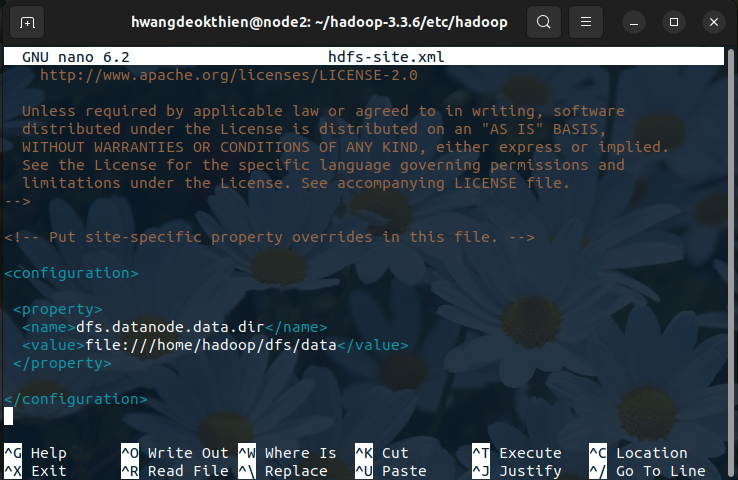 hwangdeokthien@node2: ~/hadoop-3.3.6/etc/hadoop
GNU nano 6.2 hdfs-site.xml
http://www.apache.org/licenses/LICENSE-2.0
Unless required by applicable law or agreed to in writing, software
distributed under the License is distributed on an "AS IS" BASIS,
WITHOUT WARRANTIES OR CONDITIONS OF ANY KIND, either express or implied.
See the License for the specific language governing permissions and
limitations under the License. See accompanying LICENSE file.
-->
<!-- Put site-specific property overrides in this file. -->
<configuration>
<property>
<name>dfs.datanode.data.dir</name>
<value>file:///home/hadoop/dfs/data</value>
</property>
</configuration>
^G Help ^O Write Out ^W Where Is ^K Cut ^T Execute ^C Location
^X Exit ^R Read File ^\ Replace ^U Paste ^J Justify ^/ Go To Line